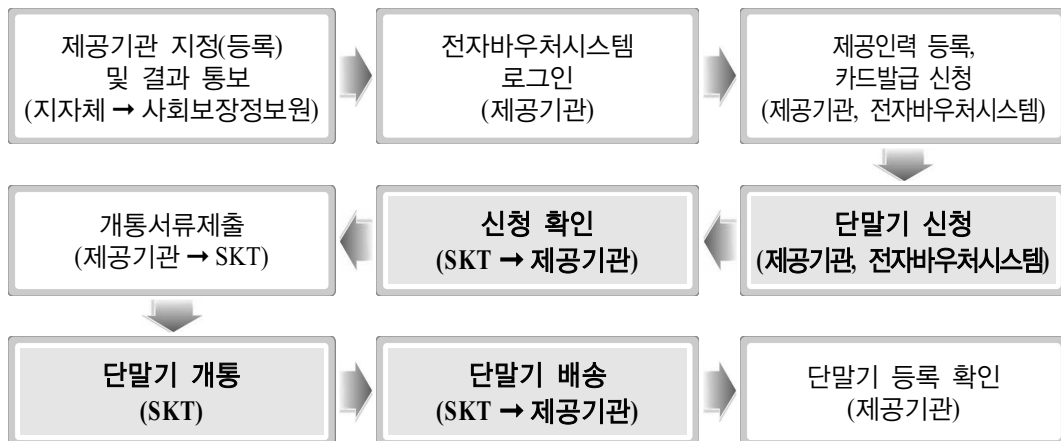 제공기관 지정(등록)
및 결과 통보
(지자체 → 사회보장정보원)
전자바우처시스템
로그인
(제공기관)
제공인력 등록,
카드발급 신청
(제공기관, 전자바우처시스템)
단말기 신청
(제공기관, 전자바우처시스템)
신청 확인
(SKT → 제공기관)
개통서류제출
(제공기관 → SKT)
단말기 개통
(SKT)
단말기 배송
(SKT → 제공기관)
단말기 등록 확인
(제공기관)